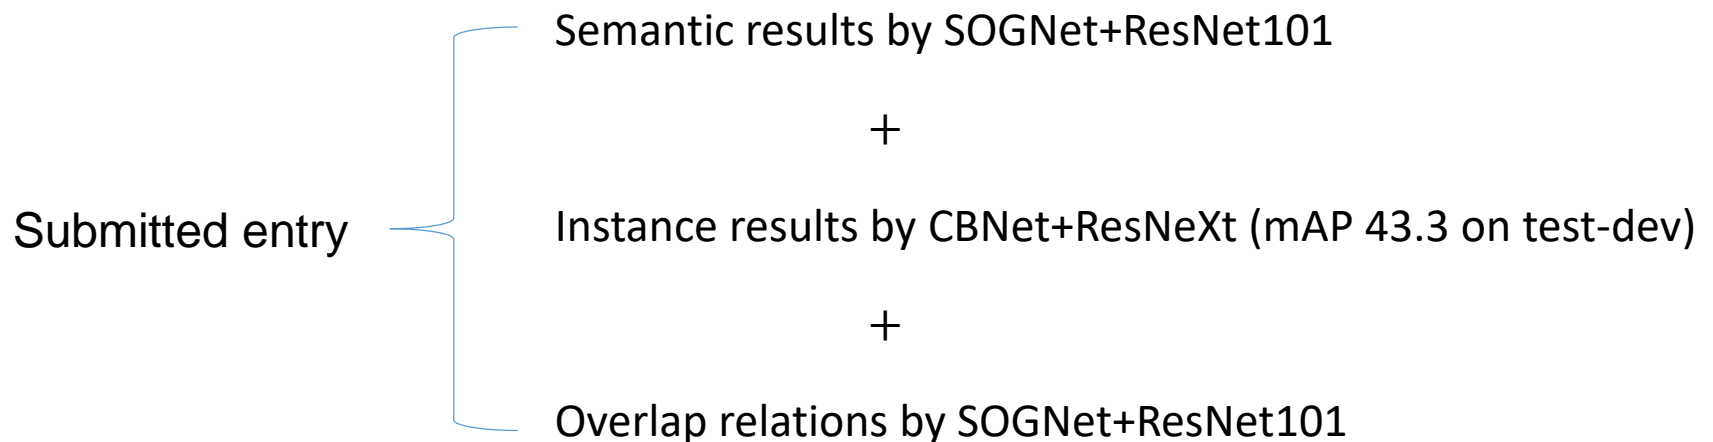 Semantic results by SOGNet+ResNet101
+
Submitted entry
Instance results by CBNet+ResNeXt (mAP 43.3 on test-dev)
+
Overlap relations by SOGNet+ResNet101